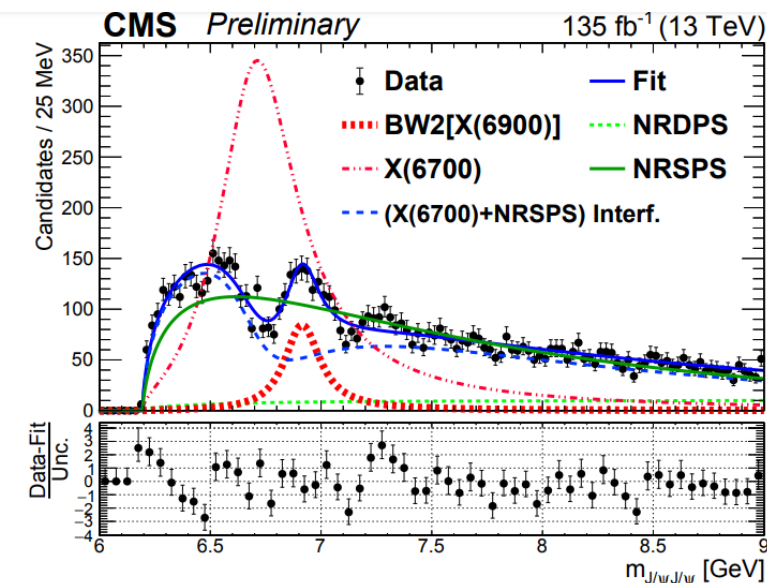 CMS Preliminary 135 fb⁻¹ (13 TeV)
Candidates / 25 MeV
350
300
250
200
150
100
50
0
Data
Fit
BW2[X(6900)]
NRDPS
X(6700)
NRSPS
(X(6700)+NRSPS) Interf.
Data-Fit
Unc.
4
3
2
1
0
−1
−2
−3
−4
6 6.5 7 7.5 8 8.5 9
m_J/ψJ/ψ [GeV]